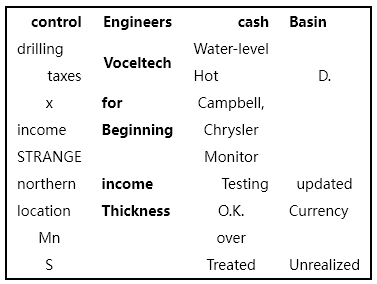 control Engineers cash Basin
drilling Voceltech Water-level
taxes Hot D.
x for Campbell,
income Beginning Chrysler
STRANGE Monitor
northern income Testing updated
location Thickness O.K. Currency
Mn over
S Treated Unrealized